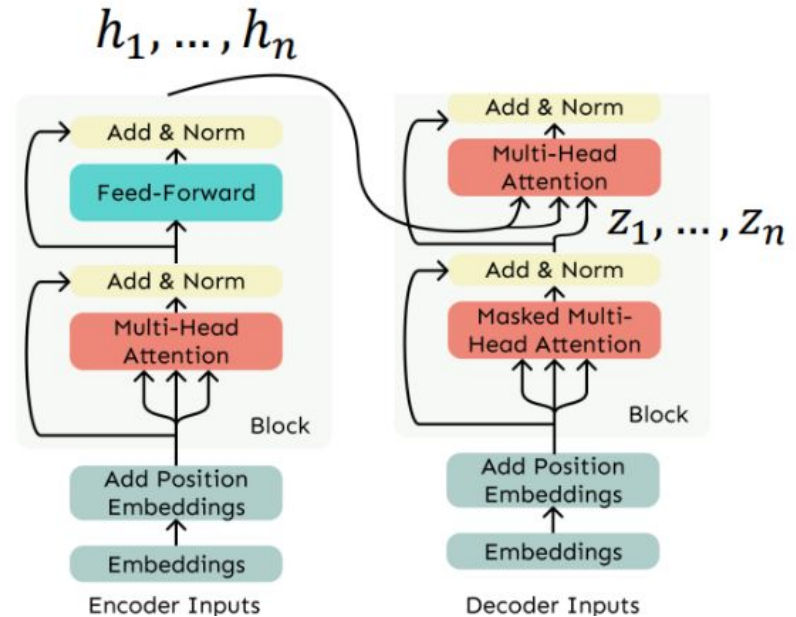 h₁, … , hₙ
Add & Norm
Feed-Forward
Add & Norm
Multi-Head
Attention
Block
Add Position
Embeddings
Embeddings
Encoder Inputs
Add & Norm
Multi-Head
Attention
z₁, … , zₙ
Add & Norm
Masked Multi-
Head Attention
Block
Add Position
Embeddings
Embeddings
Decoder Inputs